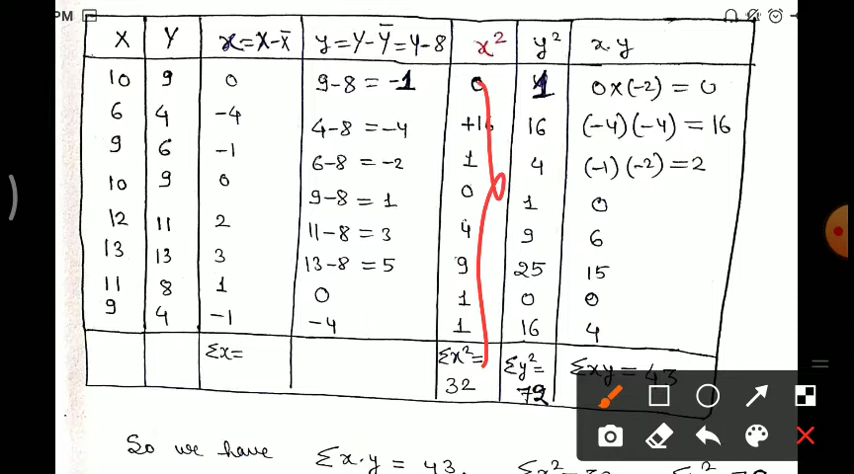 PM
X Y x=X-x̄ y=Y-Ȳ=Y-8 x² y² x.y
10 9 0 9-8=-1 0 1 0x(-2)=0
6 4 -4 4-8=-4 +16 16 (-4)(-4)=16
9 6 -1 6-8=-2 1 4 (-1)(-2)=2
10 9 0 9-8=1 0 1 0
12 11 2 11-8=3 4 9 6
13 13 3 13-8=5 9 25 15
11 8 1 0 1 0 0
9 4 -1 -4 1 16 4
Σx= Σx²=32 Σy²=72 Σxy=43
So we have Σx.y=43,